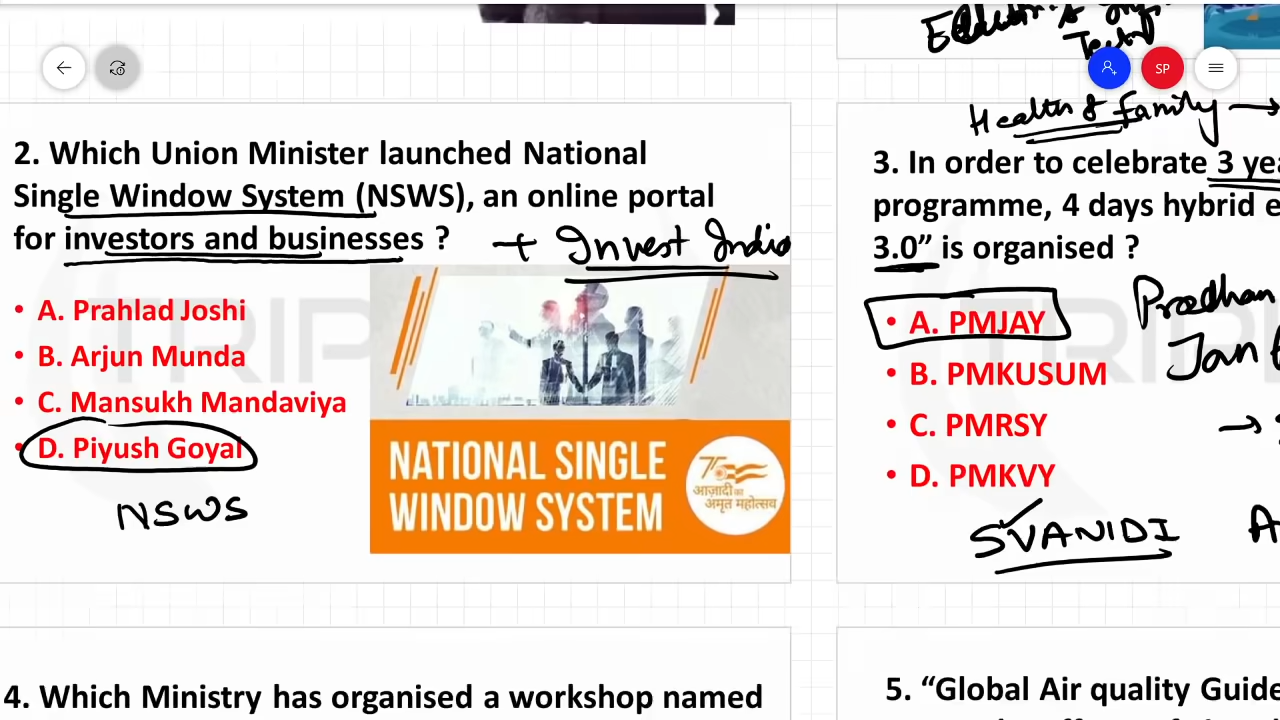 SP
Health & Family →
2. Which Union Minister launched National
Single Window System (NSWS), an online portal
for investors and businesses ?
+ Invest India
• A. Prahlad Joshi
• B. Arjun Munda
• C. Mansukh Mandaviya
• D. Piyush Goyal
NSWS
NATIONAL SINGLE
WINDOW SYSTEM
75
आज़ादी का
अमृत महोत्सव
3. In order to celebrate 3
programme, 4 days hybrid
3.0” is organised ?
• A. PMJAY
• B. PMKUSUM
• C. PMRSY
• D. PMKVY
Pradhan
Jan
SVANIDI
4. Which Ministry has organised a workshop named
5. “Global Air quality